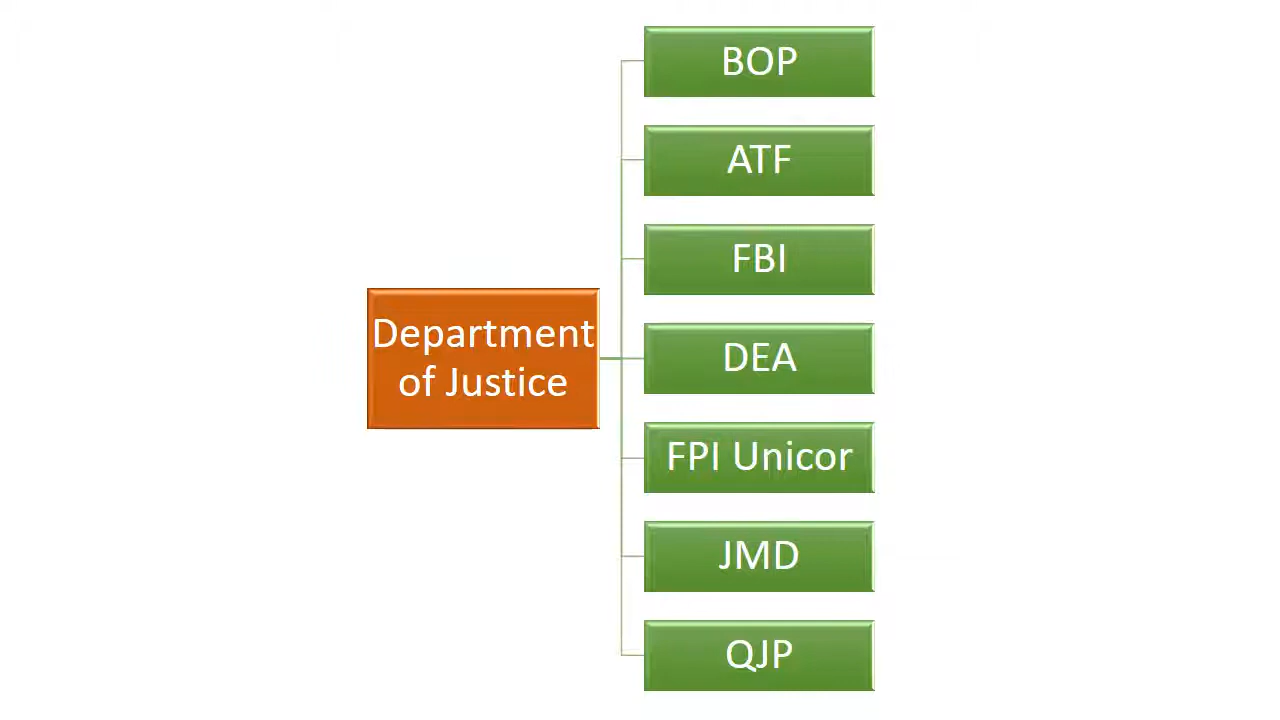 BOP
ATF
FBI
Department
of Justice
DEA
FPI Unicor
JMD
QJP